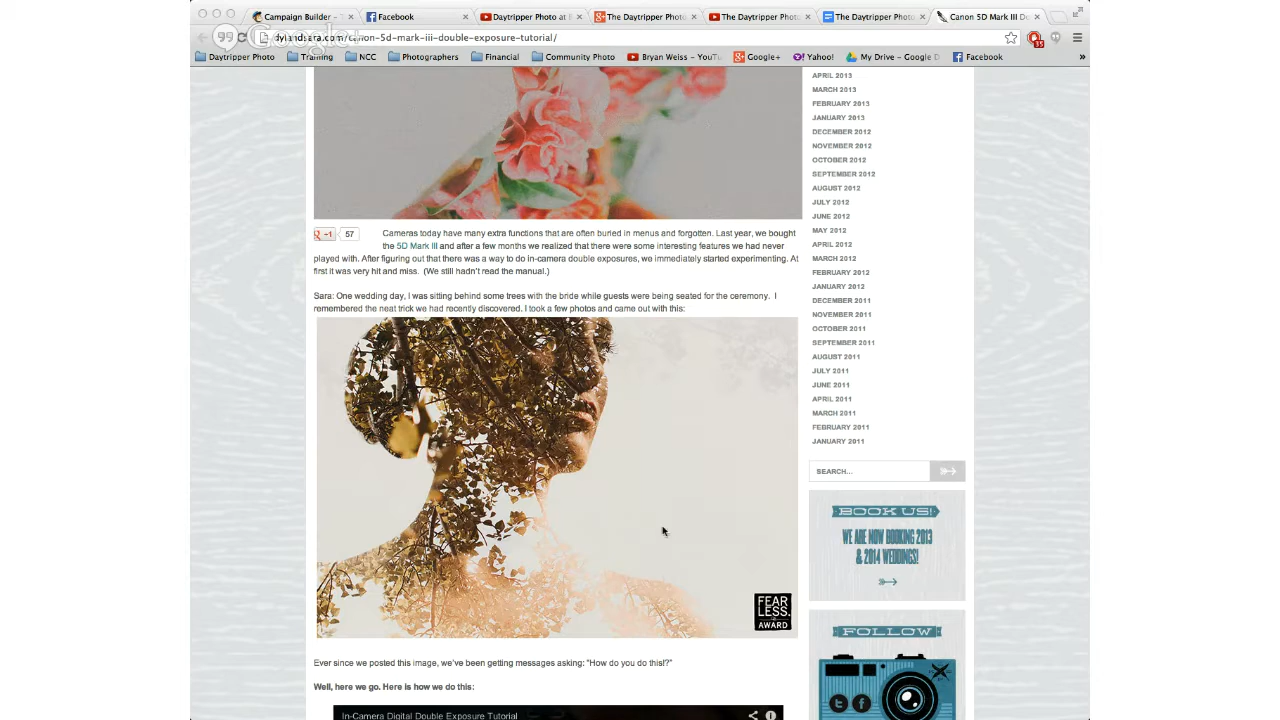 Campaign Builder - T
Facebook
Daytripper Photo at
The Daytripper Photo
The Daytripper Photo
The Daytripper Photo
Canon 5D Mark III Do
Google+
dylandsara.com/canon-5d-mark-iii-double-exposure-tutorial/
35
Daytripper Photo
Training
NCC
Photographers
Financial
Community Photo
Bryan Weiss - YouTu
Google+
Yahoo!
My Drive - Google D
Facebook
»
+1 57
Cameras today have many extra functions that are often buried in menus and forgotten. Last year, we bought
the 5D Mark III and after a few months we realized that there were some interesting features we had never
played with. After figuring out that there was a way to do in-camera double exposures, we immediately started experimenting. At
first it was very hit and miss. (We still hadn't read the manual.)
Sara: One wedding day, I was sitting behind some trees with the bride while guests were being seated for the ceremony. I
remembered the neat trick we had recently discovered. I took a few photos and came out with this:
FEAR
LESS.
AWARD
Ever since we posted this image, we've been getting messages asking: "How do you do this!?"
Well, here we go. Here is how we do this:
In-Camera Digital Double Exposure Tutorial
APRIL 2013
MARCH 2013
FEBRUARY 2013
JANUARY 2013
DECEMBER 2012
NOVEMBER 2012
OCTOBER 2012
SEPTEMBER 2012
AUGUST 2012
JULY 2012
JUNE 2012
MAY 2012
APRIL 2012
MARCH 2012
FEBRUARY 2012
JANUARY 2012
DECEMBER 2011
NOVEMBER 2011
OCTOBER 2011
SEPTEMBER 2011
AUGUST 2011
JULY 2011
JUNE 2011
APRIL 2011
MARCH 2011
FEBRUARY 2011
JANUARY 2011
SEARCH...
BOOK US!
WE ARE NOW BOOKING 2013
& 2014 WEDDINGS!
FOLLOW